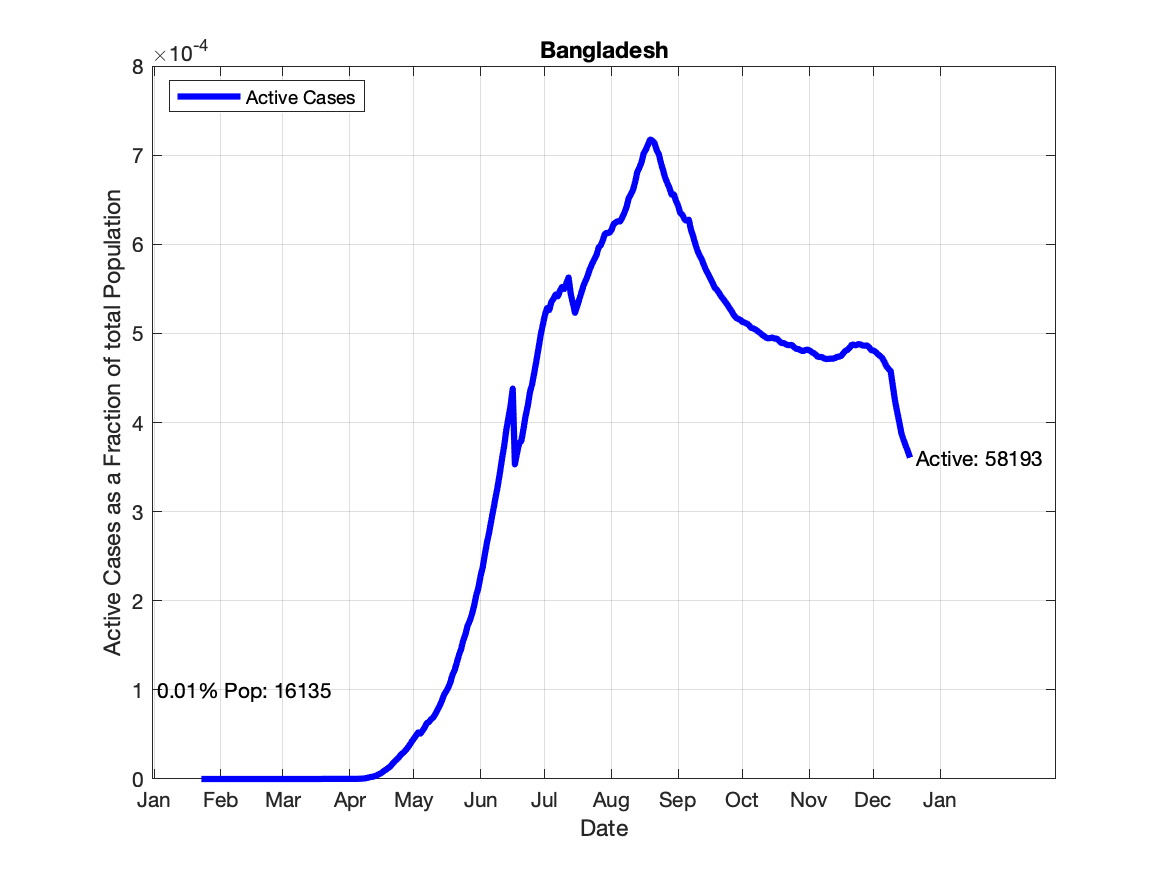 Bangladesh
×10-4
Active Cases
8
7
6
5
4
3
2
1
0
Active Cases as a Fraction of total Population
0.01% Pop: 16135
Active: 58193
Jan Feb Mar Apr May Jun Jul Aug Sep Oct Nov Dec Jan
Date